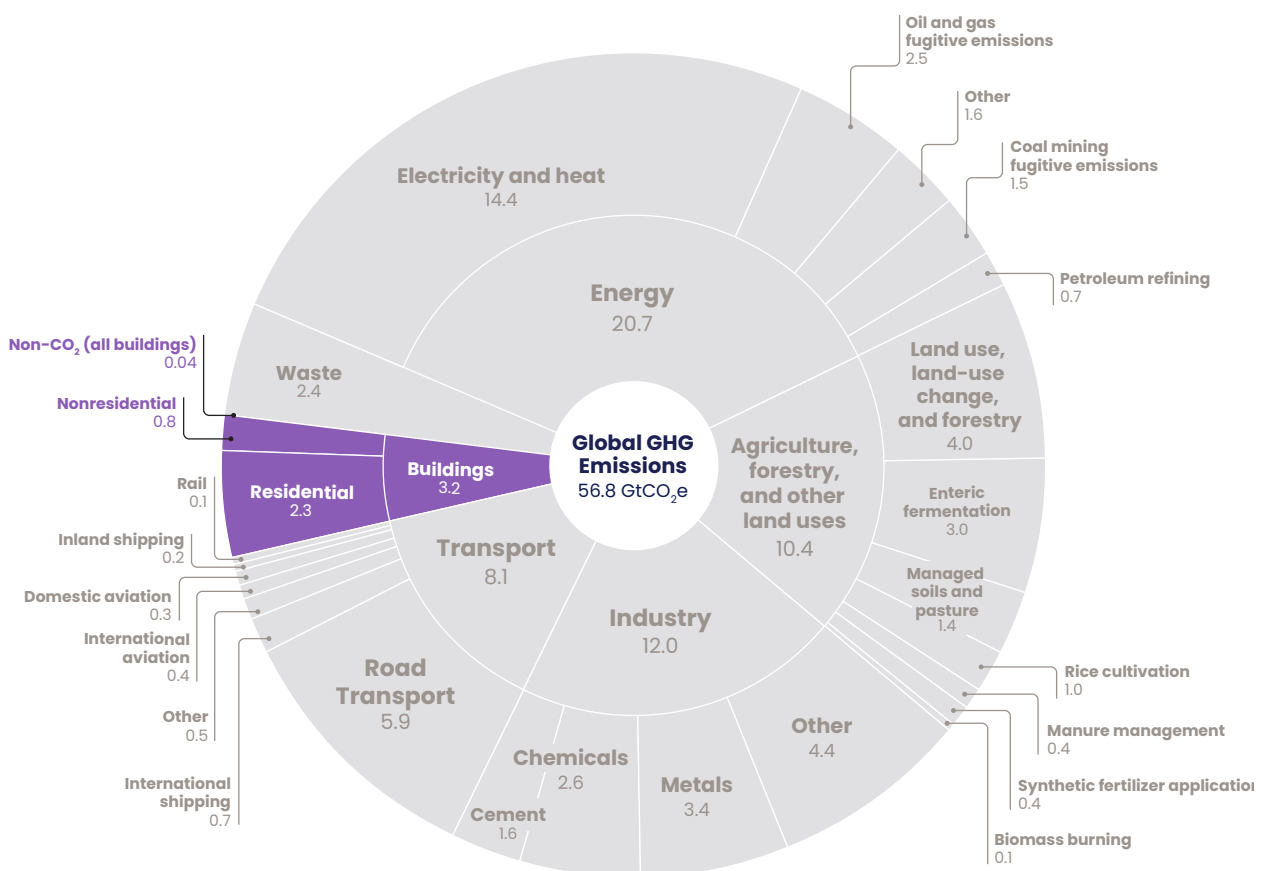 Oil and gas
fugitive emissions
2.5
Other
1.6
Coal mining
fugitive emissions
1.5
Electricity and heat
14.4
Petroleum refining
0.7
Energy
20.7
Non-CO₂ (all buildings)
0.04
Land use,
land-use
change,
and forestry
4.0
Waste
2.4
Nonresidential
0.8
Global GHG
Emissions
56.8 GtCO₂e
Agriculture,
forestry,
and other
land uses
10.4
Buildings
3.2
Residential
2.3
Rail
0.1
Enteric
fermentation
3.0
Inland shipping
0.2
Transport
8.1
Managed
soils and
pasture
1.4
Domestic aviation
0.3
Industry
12.0
International
aviation
0.4
Road
Transport
5.9
Rice cultivation
1.0
Other
0.5
Other
4.4
Manure management
0.4
Chemicals
2.6
Metals
3.4
International
shipping
0.7
Synthetic fertilizer application
0.4
Cement
1.6
Biomass burning
0.1